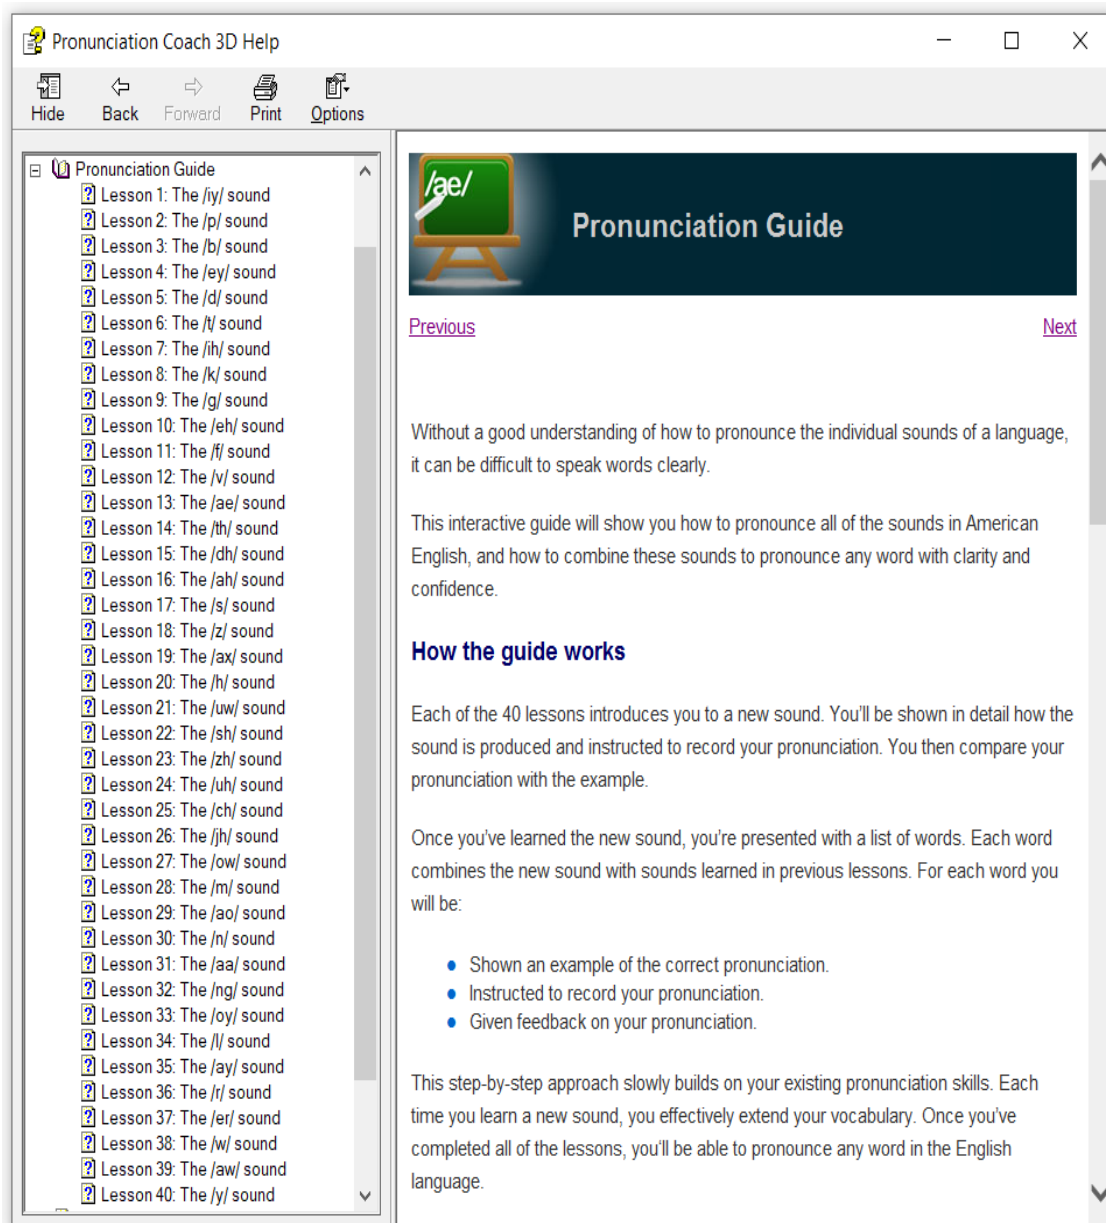 Pronunciation Coach 3D Help
Hide Back Forward Print Options
Pronunciation Guide
Lesson 1: The /iy/ sound
Lesson 2: The /p/ sound
Lesson 3: The /b/ sound
Lesson 4: The /ey/ sound
Lesson 5: The /d/ sound
Lesson 6: The /t/ sound
Lesson 7: The /ih/ sound
Lesson 8: The /k/ sound
Lesson 9: The /g/ sound
Lesson 10: The /eh/ sound
Lesson 11: The /f/ sound
Lesson 12: The /v/ sound
Lesson 13: The /ae/ sound
Lesson 14: The /th/ sound
Lesson 15: The /dh/ sound
Lesson 16: The /ah/ sound
Lesson 17: The /s/ sound
Lesson 18: The /z/ sound
Lesson 19: The /ax/ sound
Lesson 20: The /h/ sound
Lesson 21: The /uw/ sound
Lesson 22: The /sh/ sound
Lesson 23: The /zh/ sound
Lesson 24: The /uh/ sound
Lesson 25: The /ch/ sound
Lesson 26: The /jh/ sound
Lesson 27: The /ow/ sound
Lesson 28: The /m/ sound
Lesson 29: The /ao/ sound
Lesson 30: The /n/ sound
Lesson 31: The /aa/ sound
Lesson 32: The /ng/ sound
Lesson 33: The /oy/ sound
Lesson 34: The /l/ sound
Lesson 35: The /ay/ sound
Lesson 36: The /r/ sound
Lesson 37: The /er/ sound
Lesson 38: The /w/ sound
Lesson 39: The /aw/ sound
Lesson 40: The /y/ sound
/ae/
Pronunciation Guide
Previous Next
Without a good understanding of how to pronounce the individual sounds of a language,
it can be difficult to speak words clearly.
This interactive guide will show you how to pronounce all of the sounds in American
English, and how to combine these sounds to pronounce any word with clarity and
confidence.
How the guide works
Each of the 40 lessons introduces you to a new sound. You'll be shown in detail how the
sound is produced and instructed to record your pronunciation. You then compare your
pronunciation with the example.
Once you've learned the new sound, you're presented with a list of words. Each word
combines the new sound with sounds learned in previous lessons. For each word you
will be:
Shown an example of the correct pronunciation.
Instructed to record your pronunciation.
Given feedback on your pronunciation.
This step-by-step approach slowly builds on your existing pronunciation skills. Each
time you learn a new sound, you effectively extend your vocabulary. Once you've
completed all of the lessons, you'll be able to pronounce any word in the English
language.